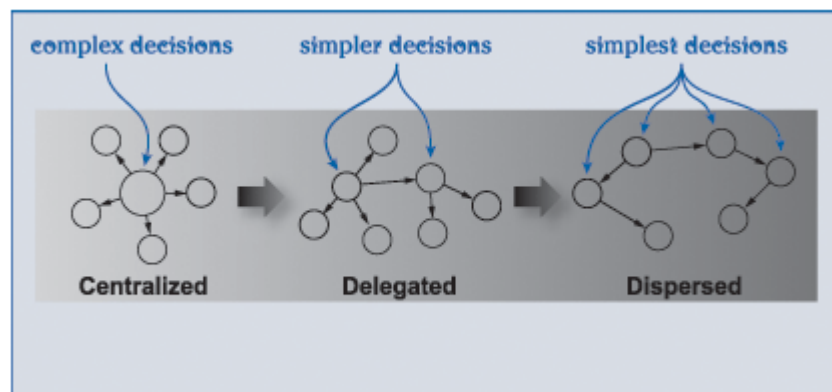 complex decisions
simpler decisions
simplest decisions
Centralized
Delegated
Dispersed